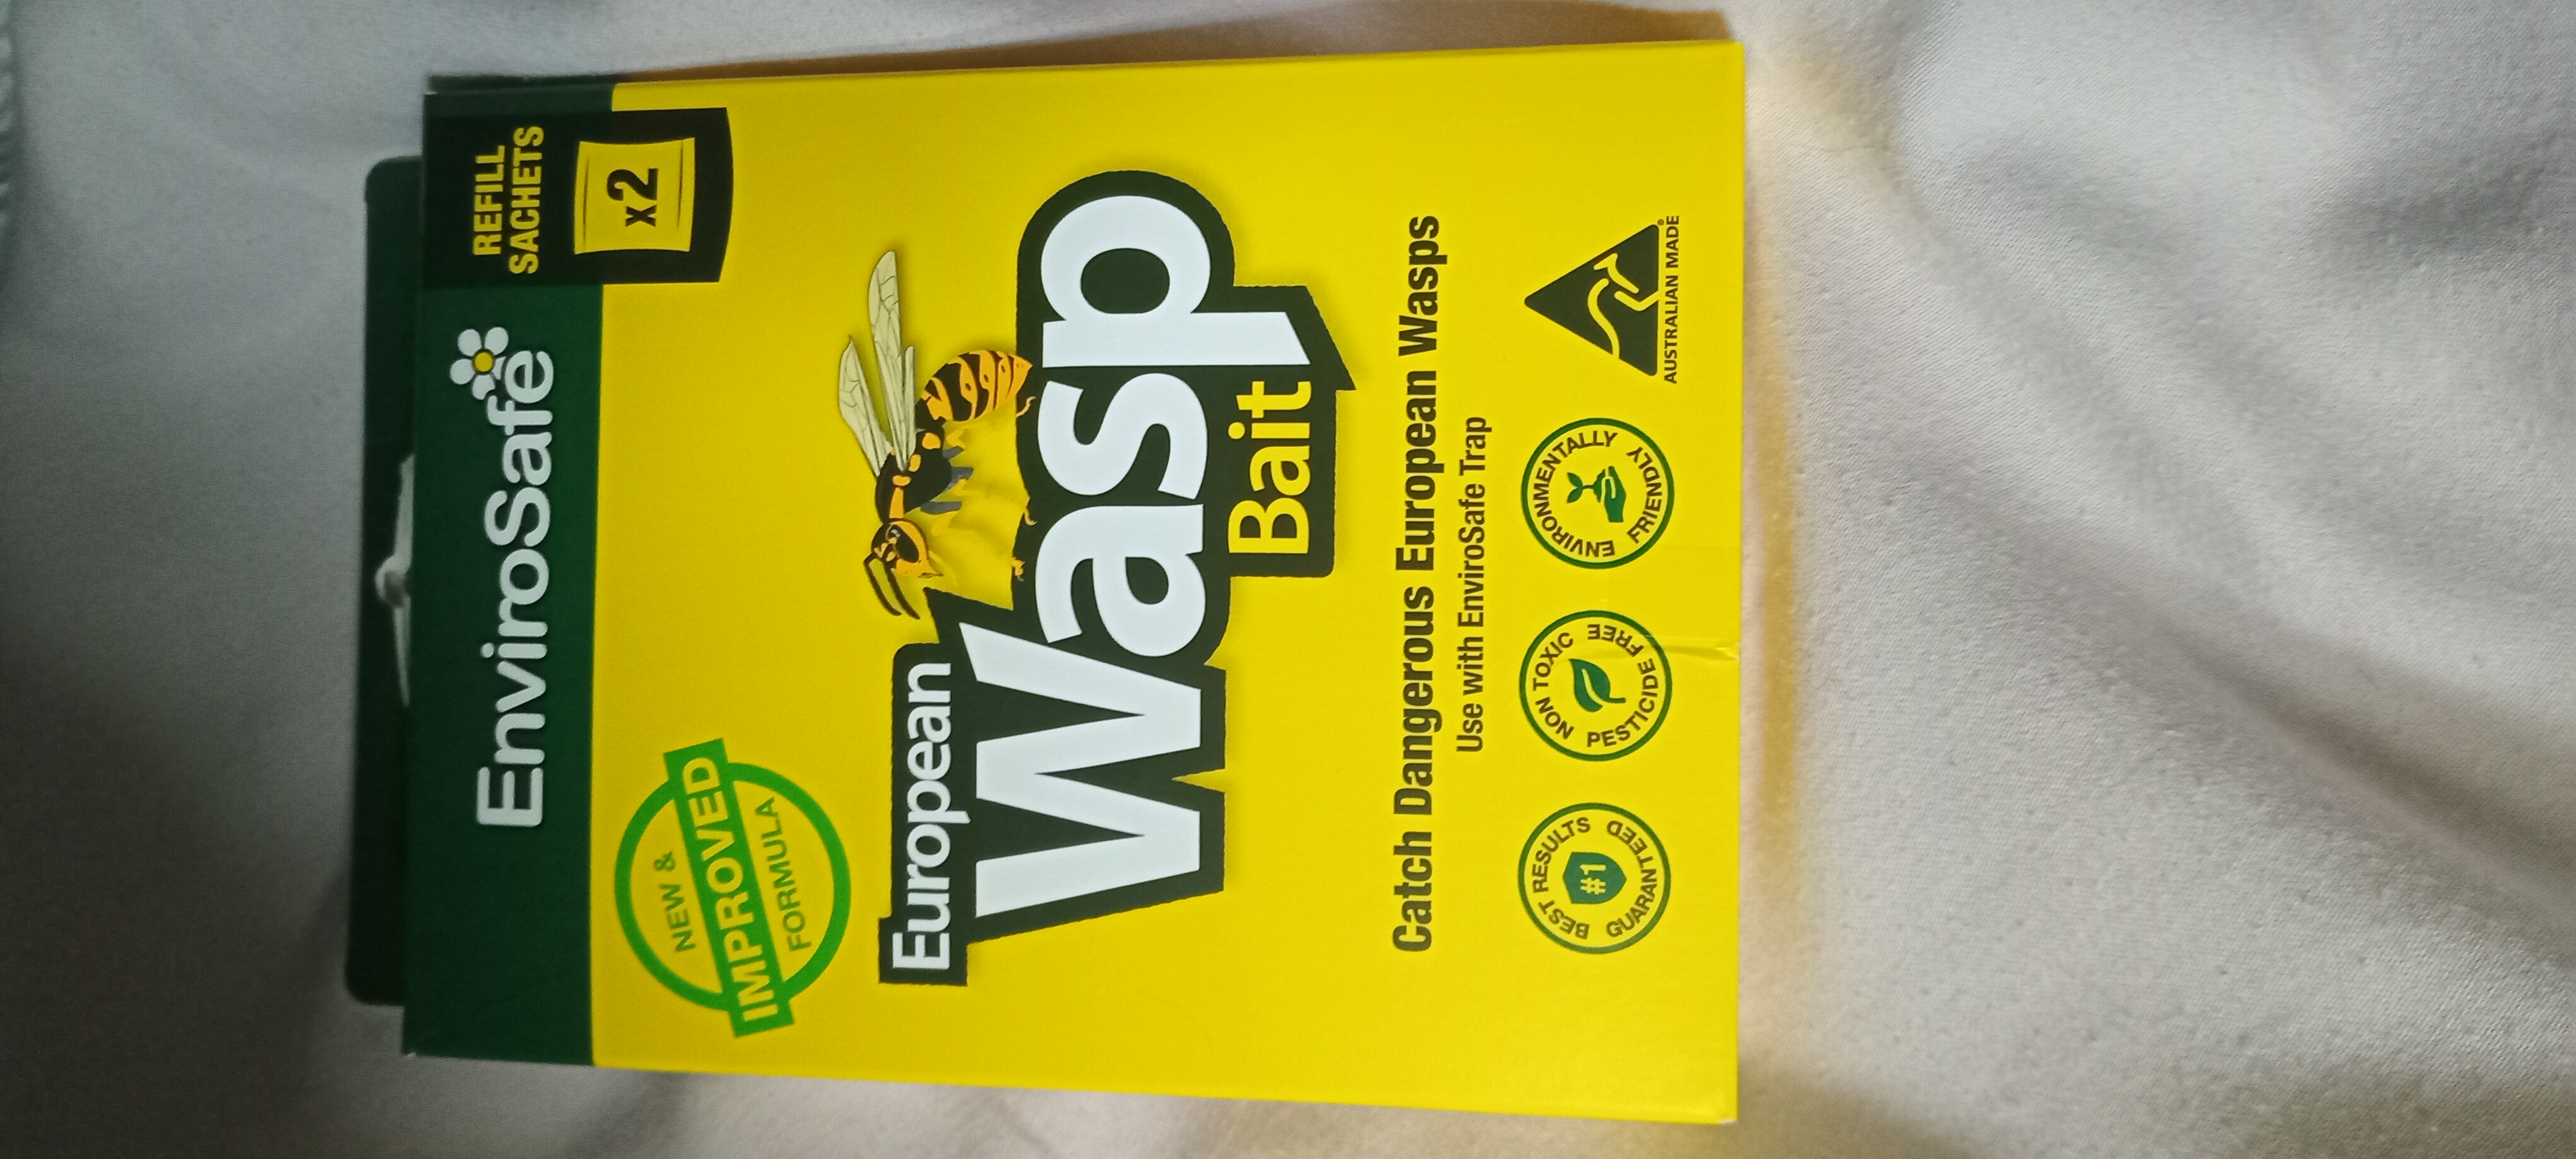 EnviroSafe
REFILL
SACHETS
x2
NEW &
IMPROVED
FORMULA
European
Wasp
Bait
Catch Dangerous European Wasps
Use with EnviroSafe Trap
BEST RESULTS
#1
GUARANTEED
NON TOXIC
PESTICIDE FREE
ENVIRONMENTALLY
FRIENDLY
AUSTRALIAN MADE